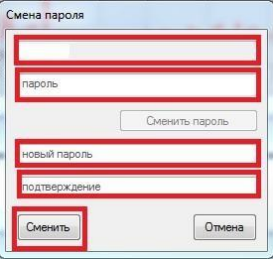 Смена пароля
пароль
Сменить пароль
новый пароль
подтверждение
Сменить
Отмена